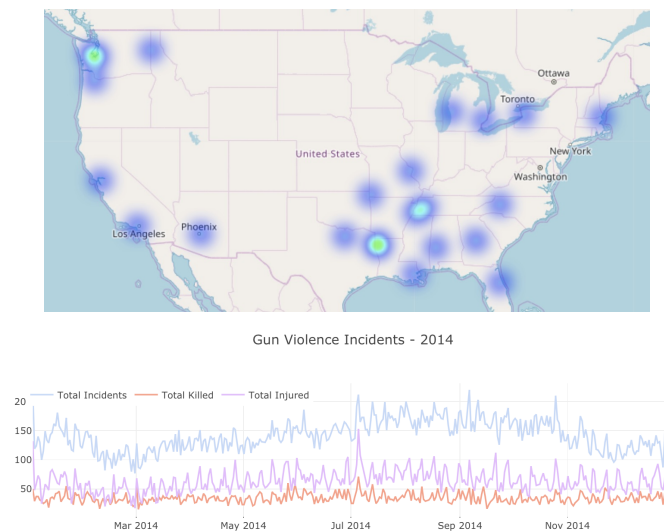 Ottawa
Toronto
United States
New York
Washington
Phoenix
Los Angeles
Gun Violence Incidents - 2014
Total Incidents Total Killed Total Injured
20
150
100
50
Mar 2014 May 2014 Jul 2014 Sep 2014 Nov 2014